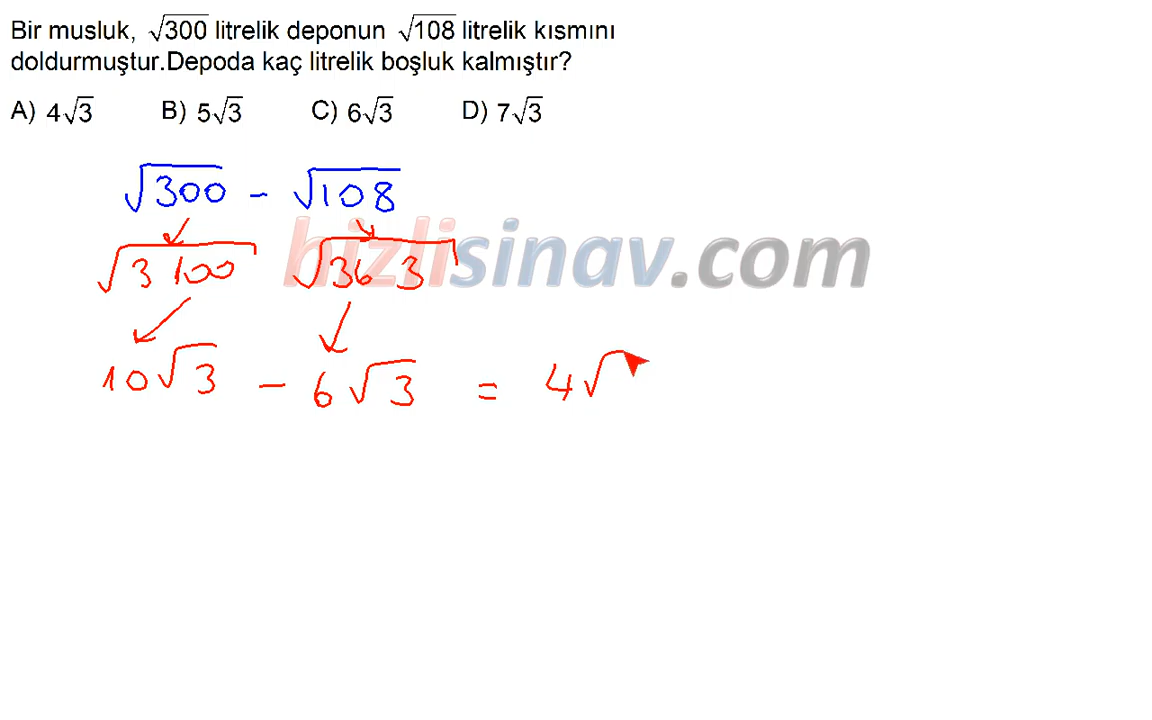 Bir musluk, √300 litrelik deponun √108 litrelik kısmını
doldurmuştur.Depoda kaç litrelik boşluk kalmıştır?
A) 4√3 B) 5√3 C) 6√3 D) 7√3
√300 - √108
√3 100 √36 3
hizlisinav.com
10√3 - 6√3 = 4√